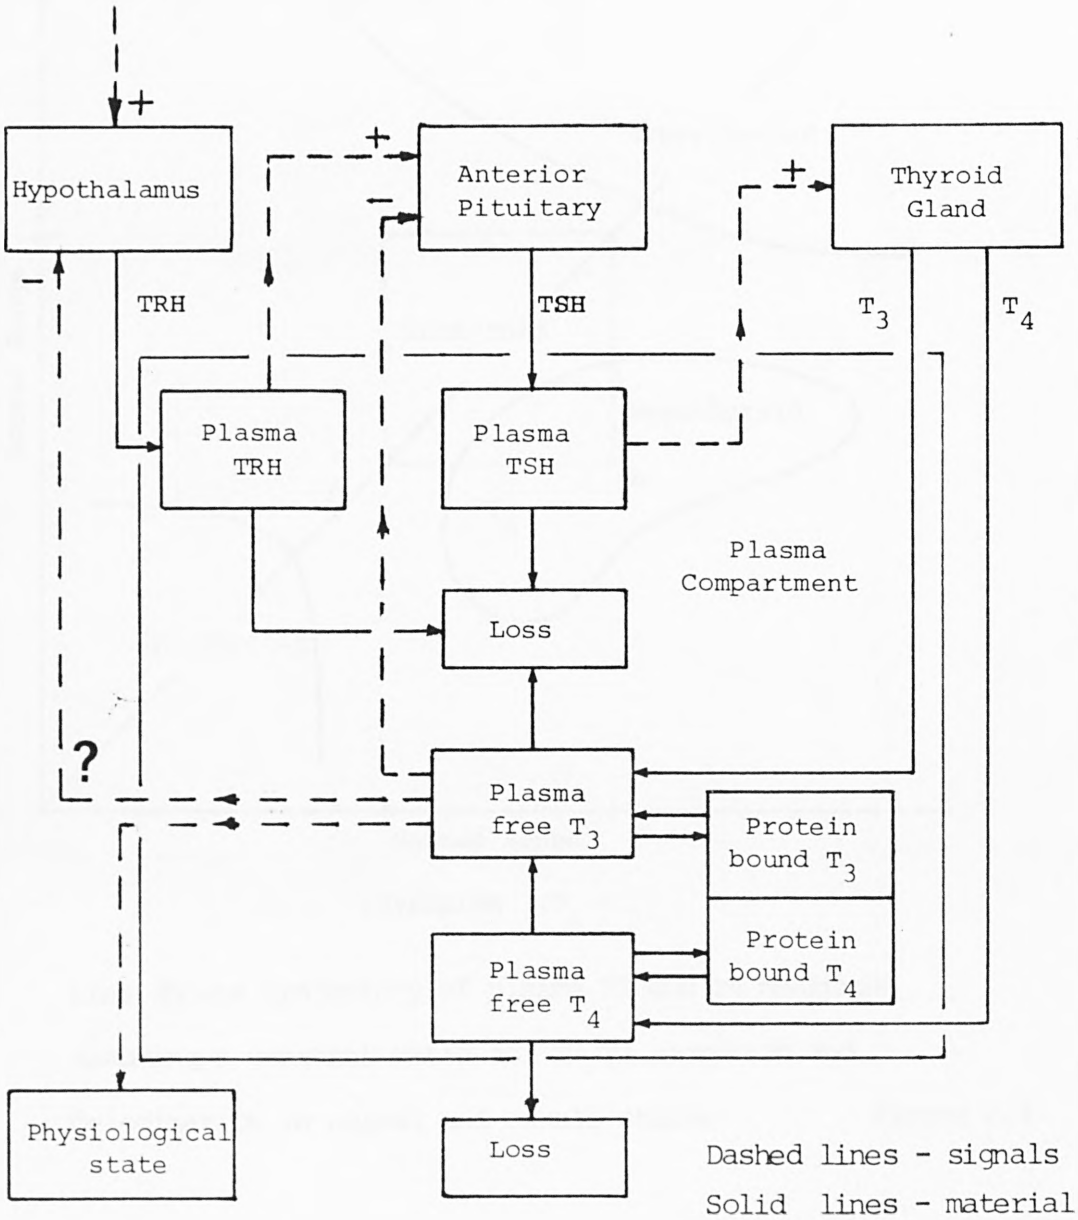 +
Hypothalamus
-
TRH
+
-
Anterior
Pituitary
TSH
+
Thyroid
Gland
T3
T4
Plasma
TRH
Plasma
TSH
Plasma
Compartment
Loss
?
Plasma
free T3
Protein
bound T3
Plasma
free T4
Protein
bound T4
Physiological
state
Loss
Dashed lines - signals
Solid lines - material